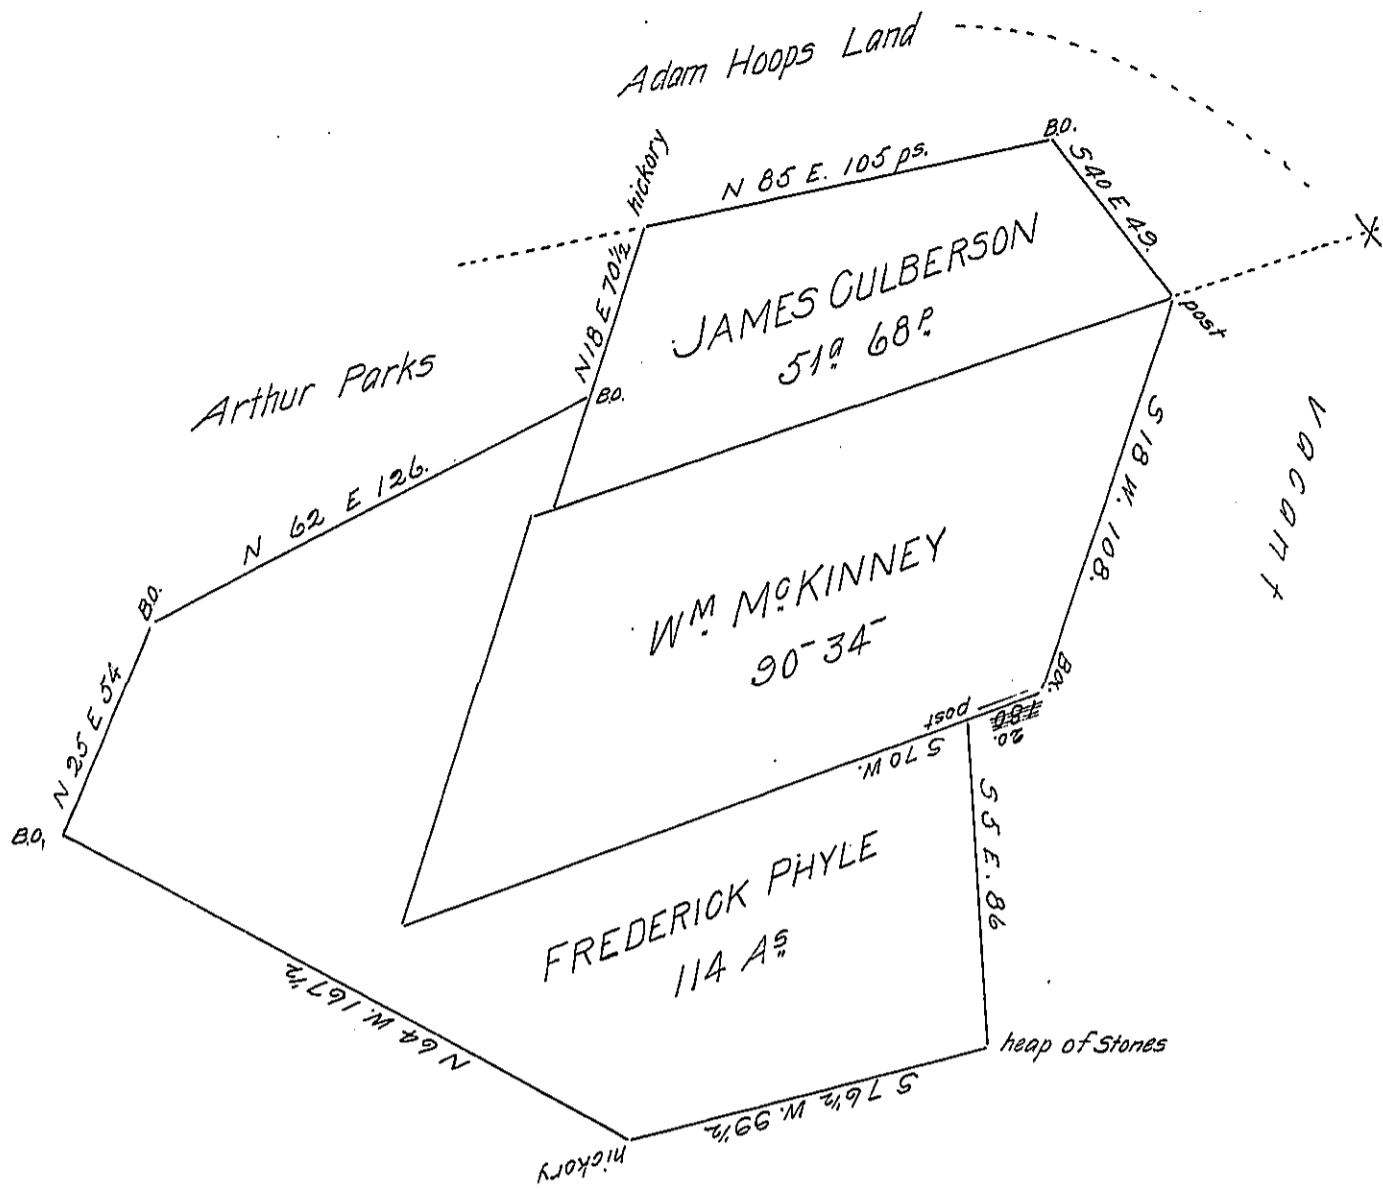 Adam Hoops Land
hickory
N 85 E. 105 ps.
B.O.
S 40 E 49.
N 18 E 70½
JAMES CULBERSON
51a 68p
post
Arthur Parks
B.O.
N 62 E 126.
S 18 W. 108.
Vacant
B.O.
WM McKINNEY
90- 34-
N 25 E 54
post
20.
S 70 W.
B.O.
S 5 E. 86
FREDERICK PHYLE
114 As
N 64 W. 167½
heap of Stones
S 76½ W. 99½
hickory